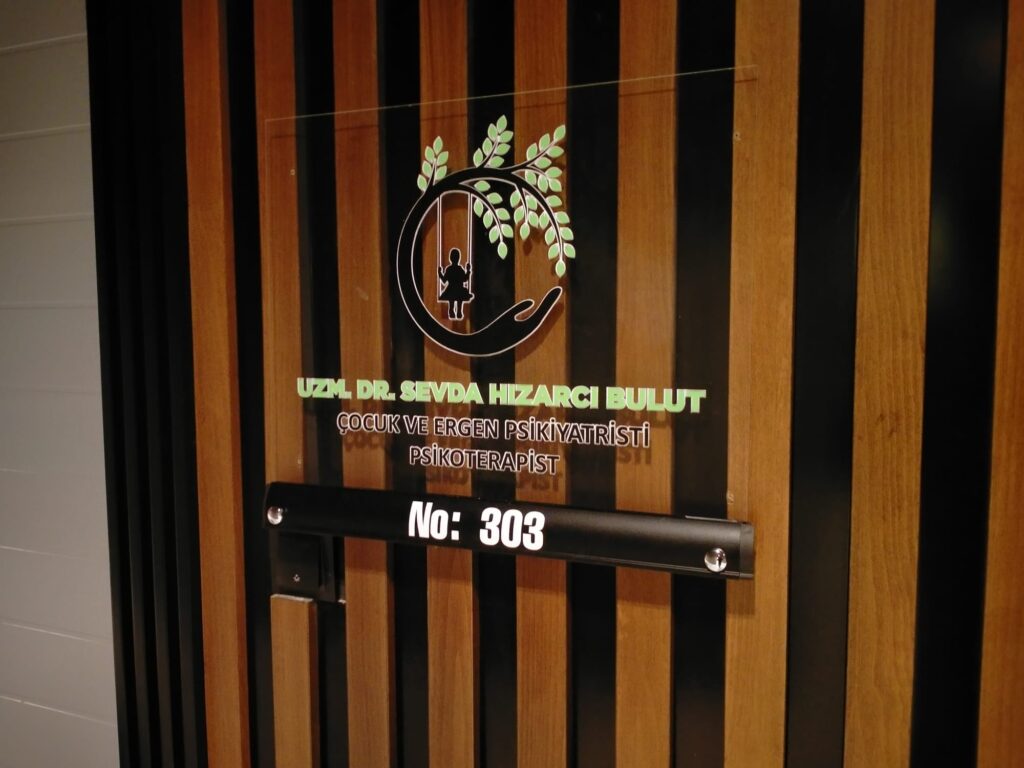 UZM. DR. SEVDA HIZARCI BULUT
ÇOCUK VE ERGEN PSİKİYATRİSTİ
PSİKOTERAPİST
No: 303